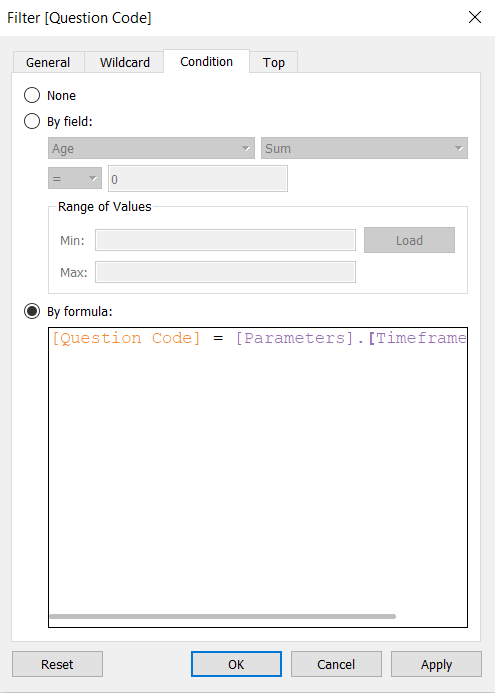 Filter [Question Code]
General Wildcard Condition Top
None
By field:
Age Sum
= 0
Range of Values
Min: Load
Max:
By formula:
[Question Code] = [Parameters].[Timeframe
Reset OK Cancel Apply